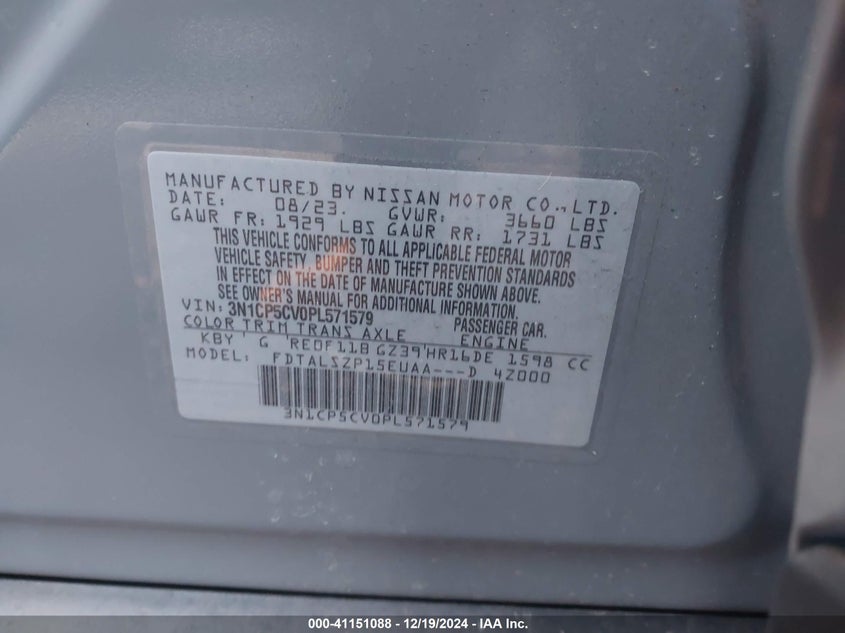 MANUFACTURED BY NISSAN MOTOR CO.,LTD.
DATE: 08/23. GVWR: 3660 LBS
GAWR FR: 1929 LBS GAWR RR: 1731 LBS
THIS VEHICLE CONFORMS TO ALL APPLICABLE FEDERAL MOTOR
VEHICLE SAFETY, BUMPER AND THEFT PREVENTION STANDARDS
IN EFFECT ON THE DATE OF MANUFACTURE SHOWN ABOVE.
SEE OWNER'S MANUAL FOR ADDITIONAL INFORMATION.
VIN: 3N1CP5CV0PL571579 PASSENGER CAR.
COLOR TRIM TRANS AXLE ENGINE
KBY ' G 'RE0F11B GZ39'HR16DE 1598 CC
MODEL: FDTALSZP15EUAA---D 4Z000
3N1CP5CV0PL571579
000-41151088 - 12/19/2024 - IAA Inc.